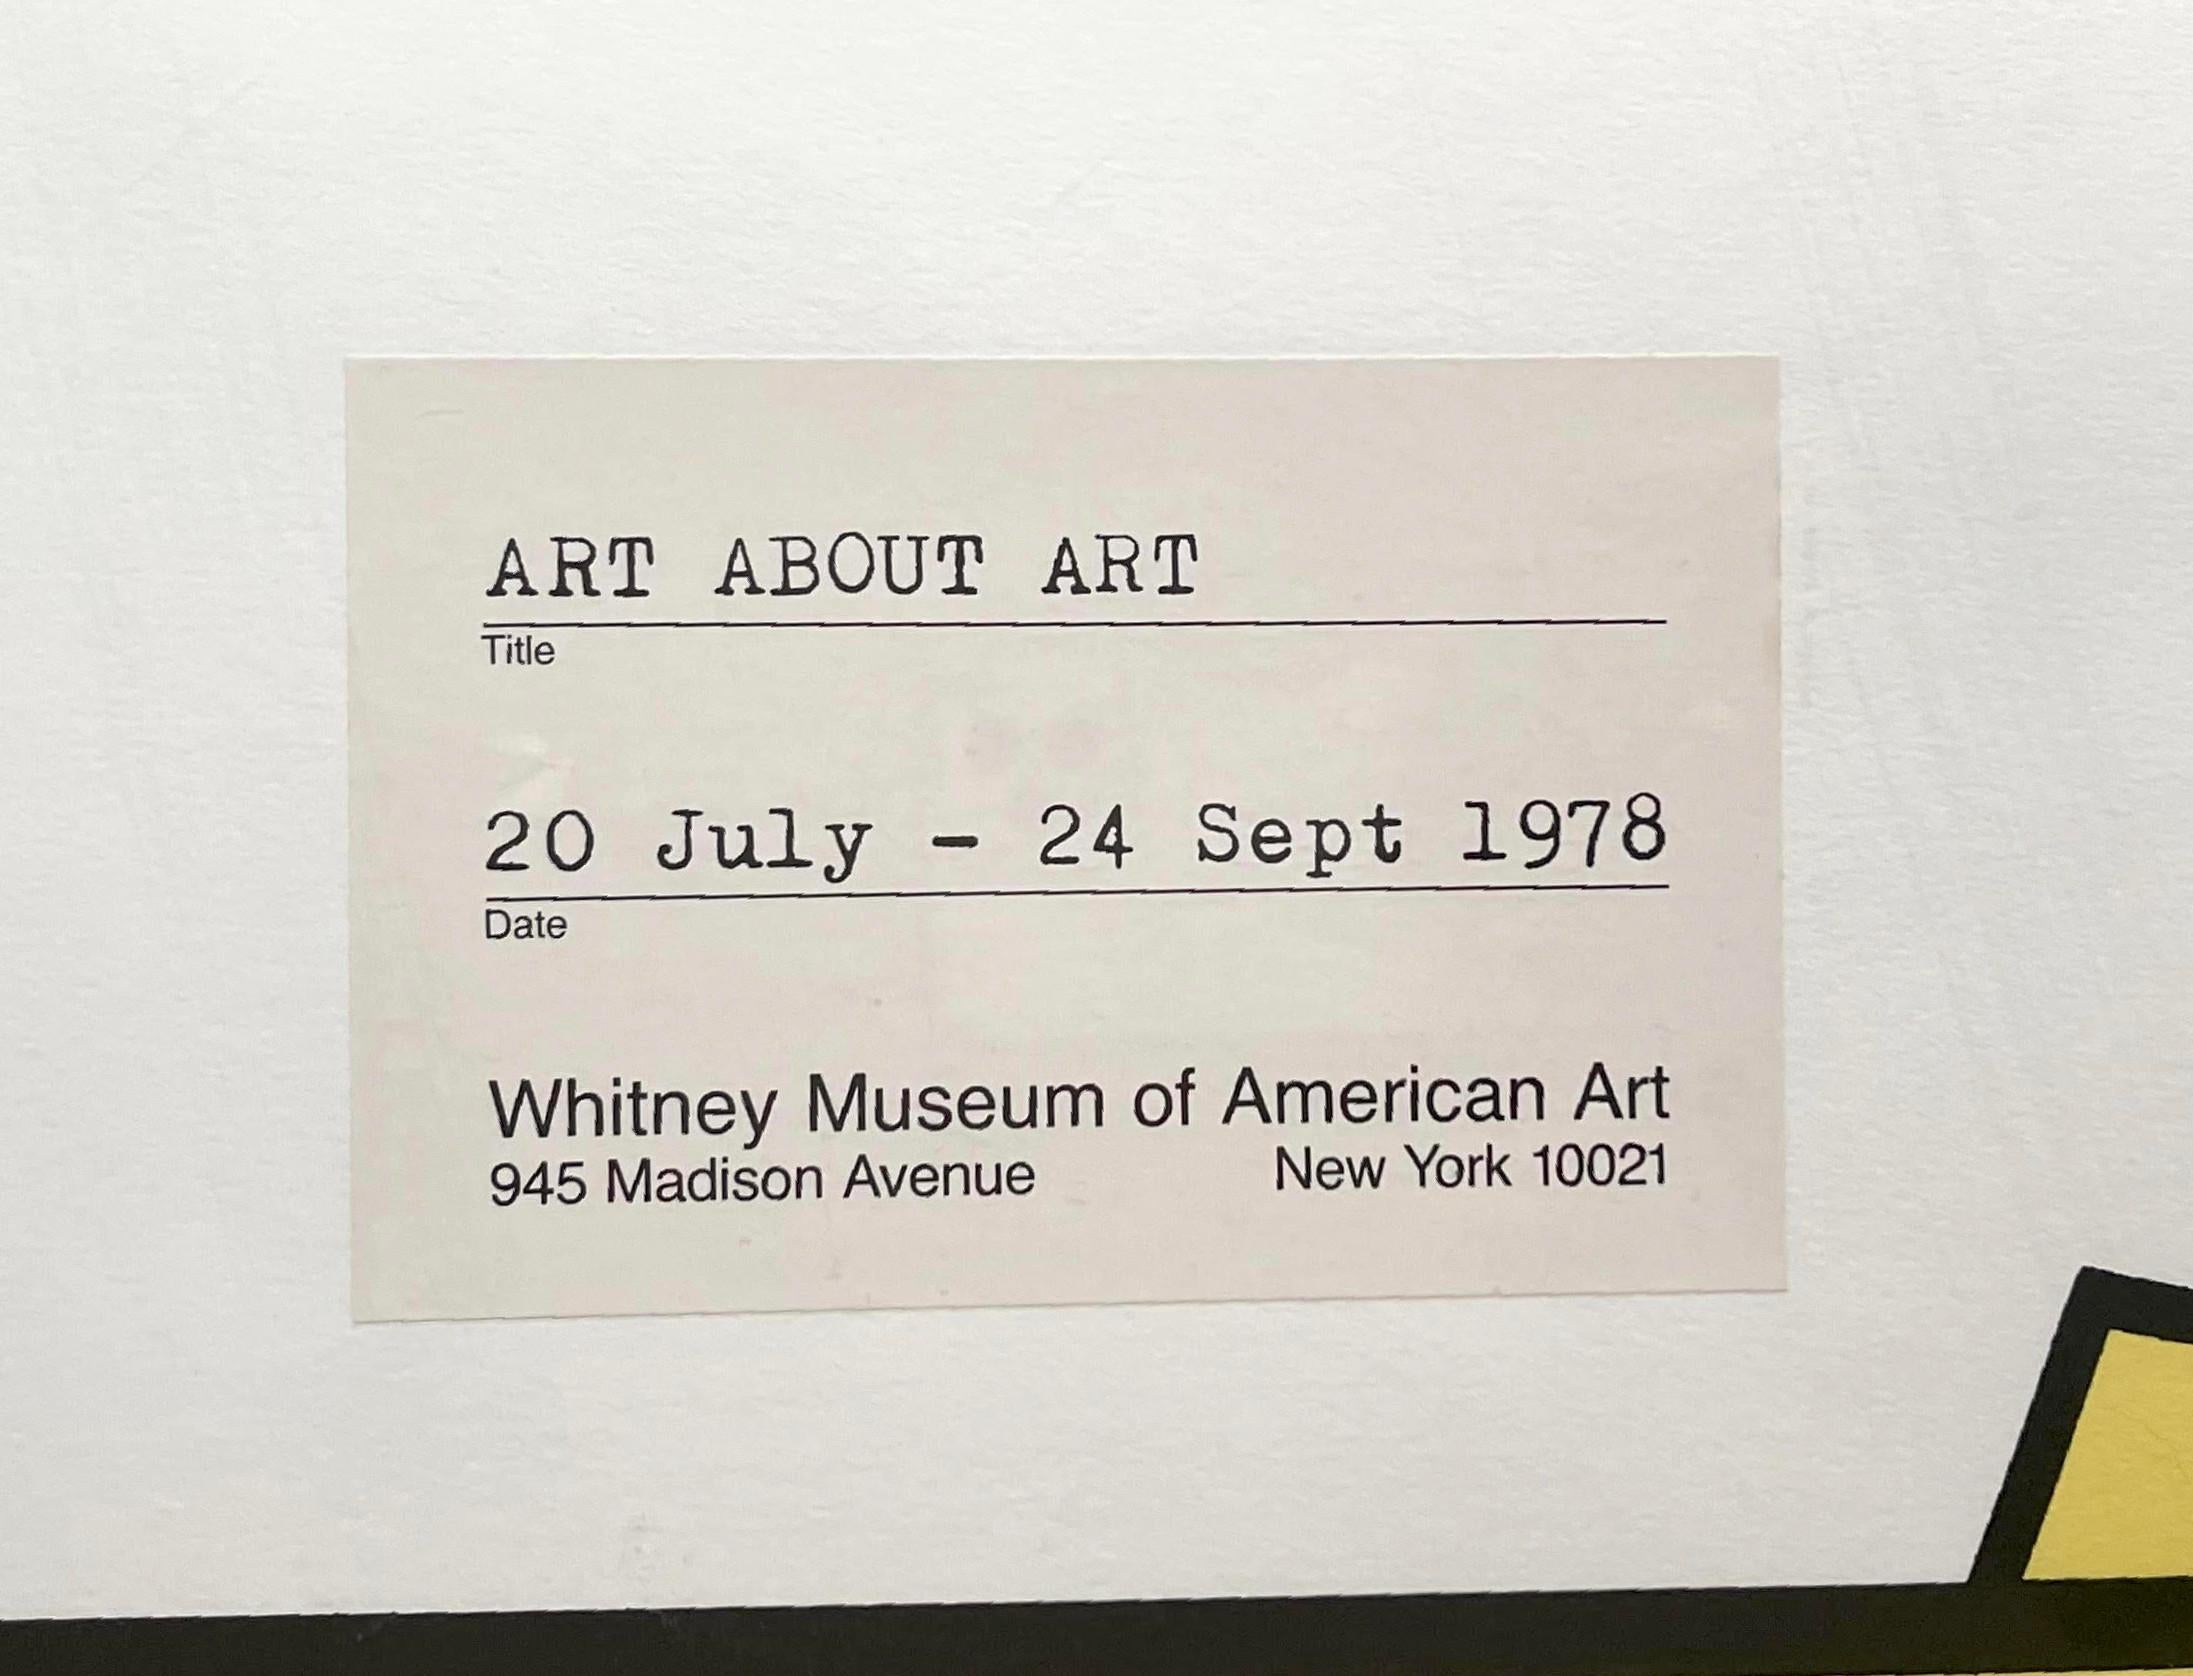 ART ABOUT ART
Title
20 July - 24 Sept 1978
Date
Whitney Museum of American Art
945 Madison Avenue New York 10021